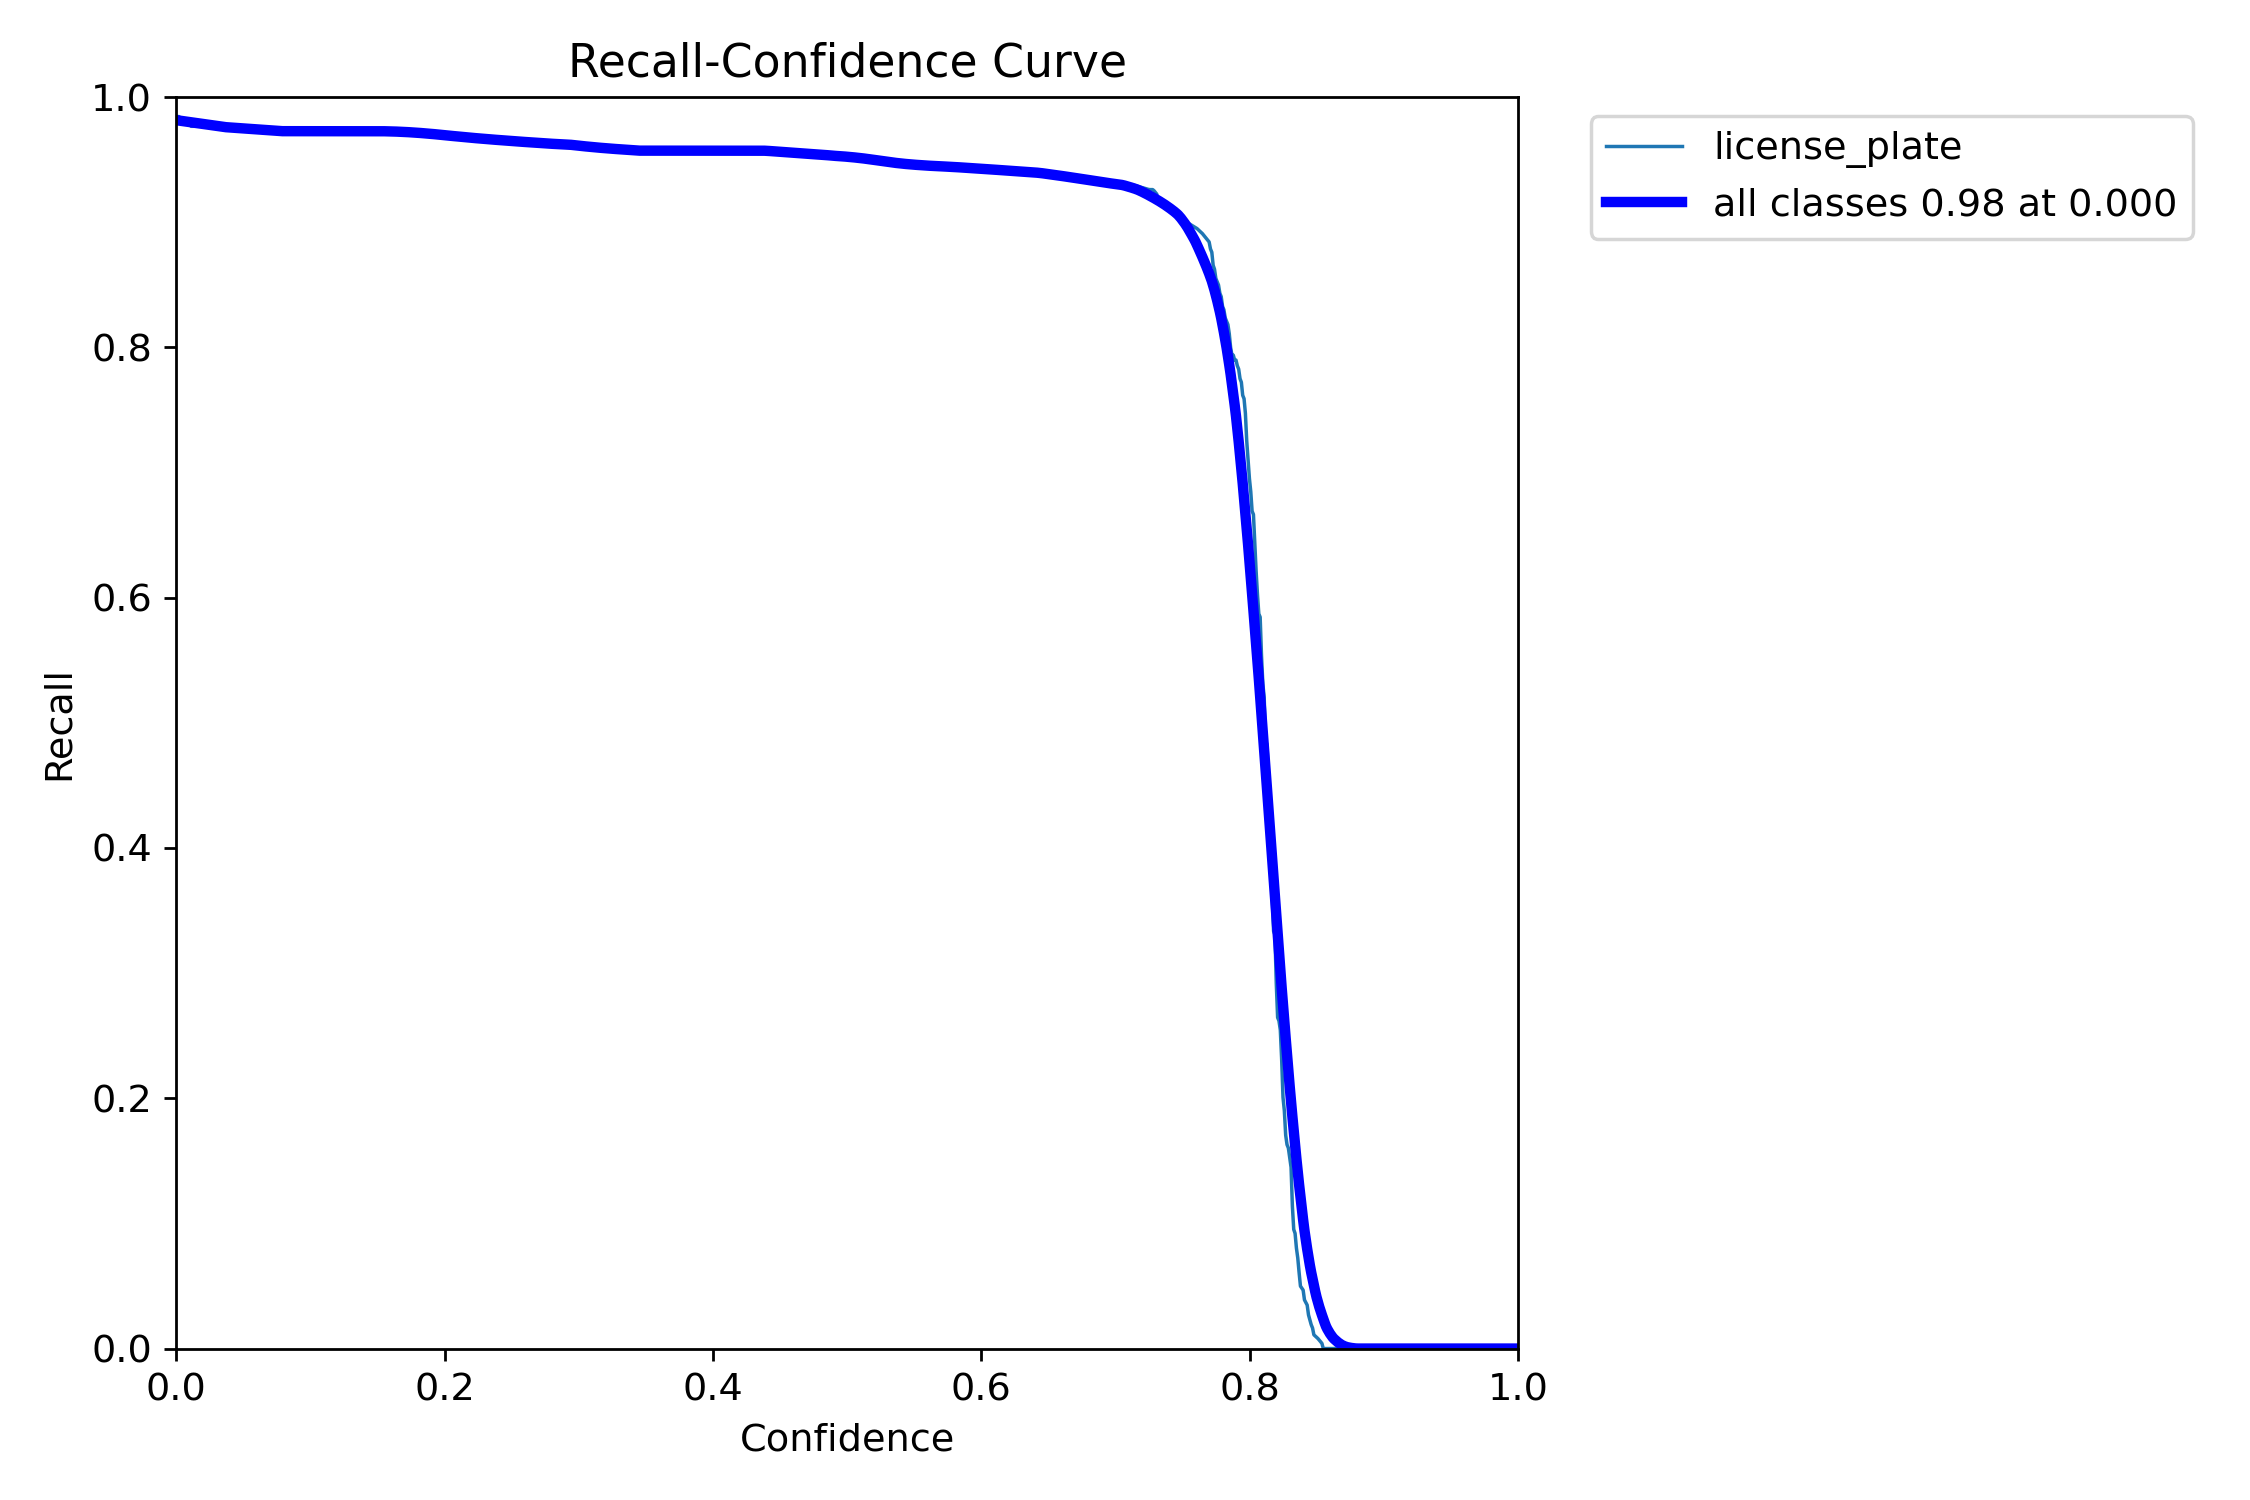 Recall-Confidence Curve
license_plate
all classes 0.98 at 0.000
1.0
0.8
0.6
0.4
0.2
0.0
Recall
0.0 0.2 0.4 0.6 0.8 1.0
Confidence